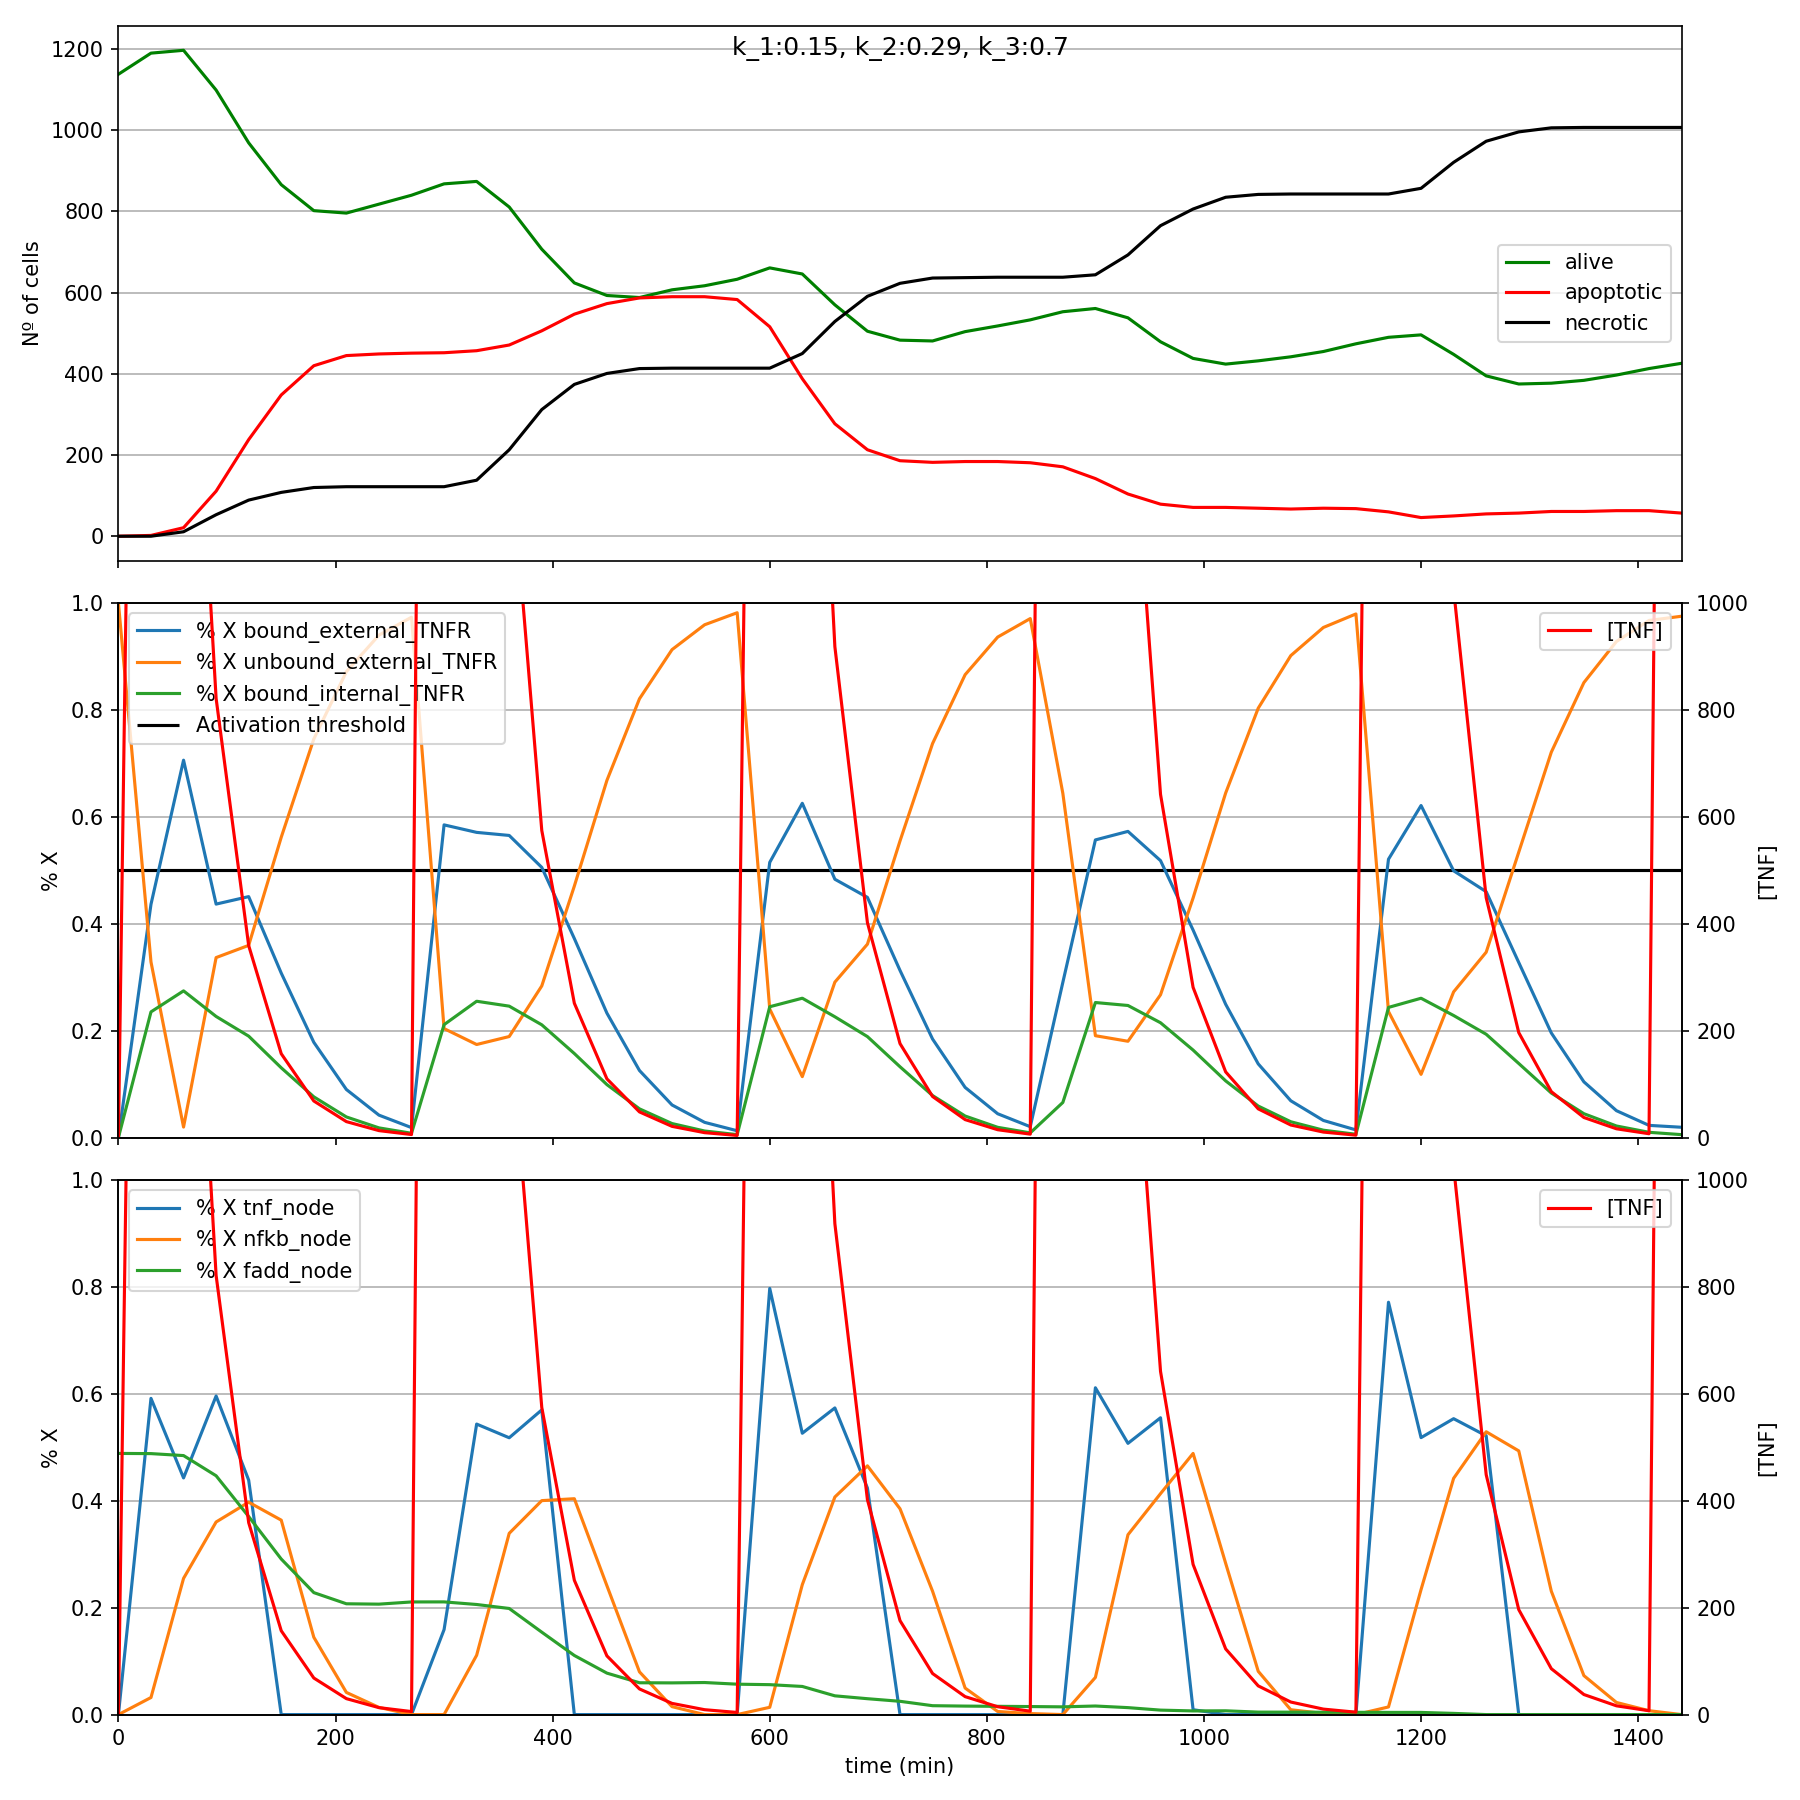 k_1:0.15, k_2:0.29, k_3:0.7
1200
1000
800
600
400
200
0
Nº of cells
alive
apoptotic
necrotic
1.0
0.8
0.6
0.4
0.2
0.0
% X
% X bound_external_TNFR
% X unbound_external_TNFR
% X bound_internal_TNFR
Activation threshold
[TNF]
1000
800
600
400
200
0
[TNF]
1.0
0.8
0.6
0.4
0.2
0.0
% X
% X tnf_node
% X nfkb_node
% X fadd_node
[TNF]
1000
800
600
400
200
0
[TNF]
0 200 400 600 800 1000 1200 1400
time (min)